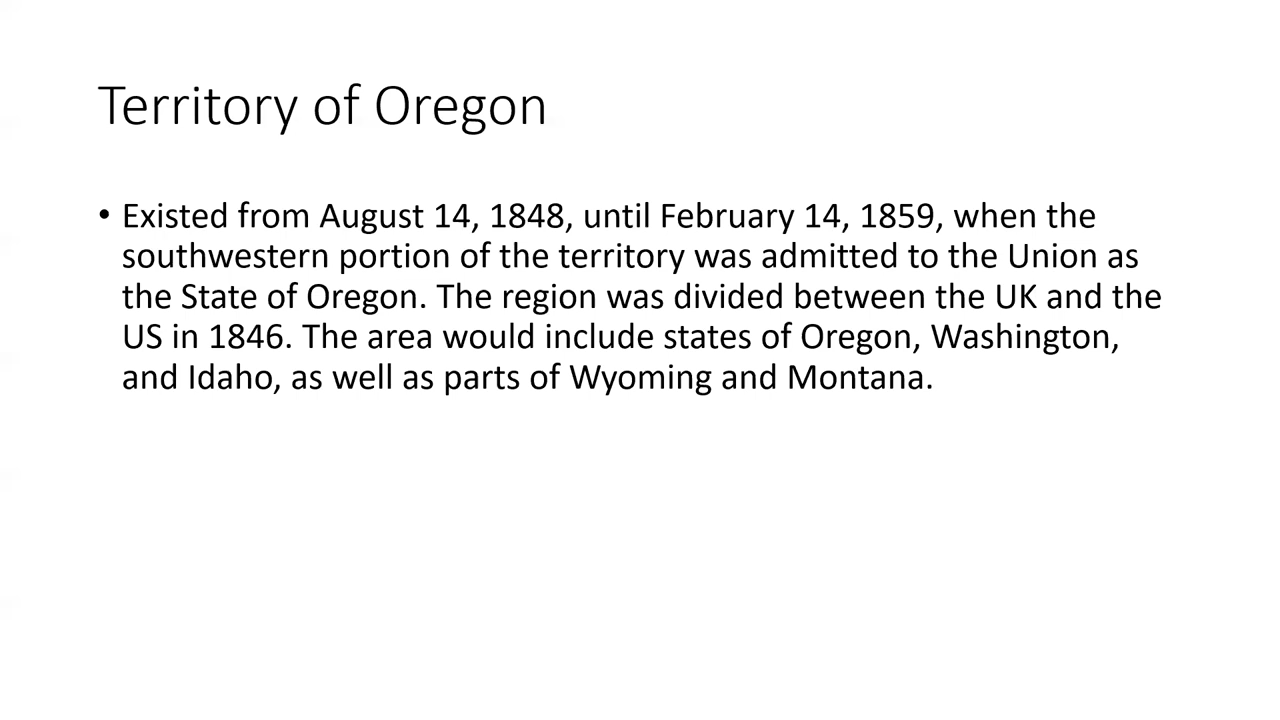 Territory of Oregon
• Existed from August 14, 1848, until February 14, 1859, when the
southwestern portion of the territory was admitted to the Union as
the State of Oregon. The region was divided between the UK and the
US in 1846. The area would include states of Oregon, Washington,
and Idaho, as well as parts of Wyoming and Montana.